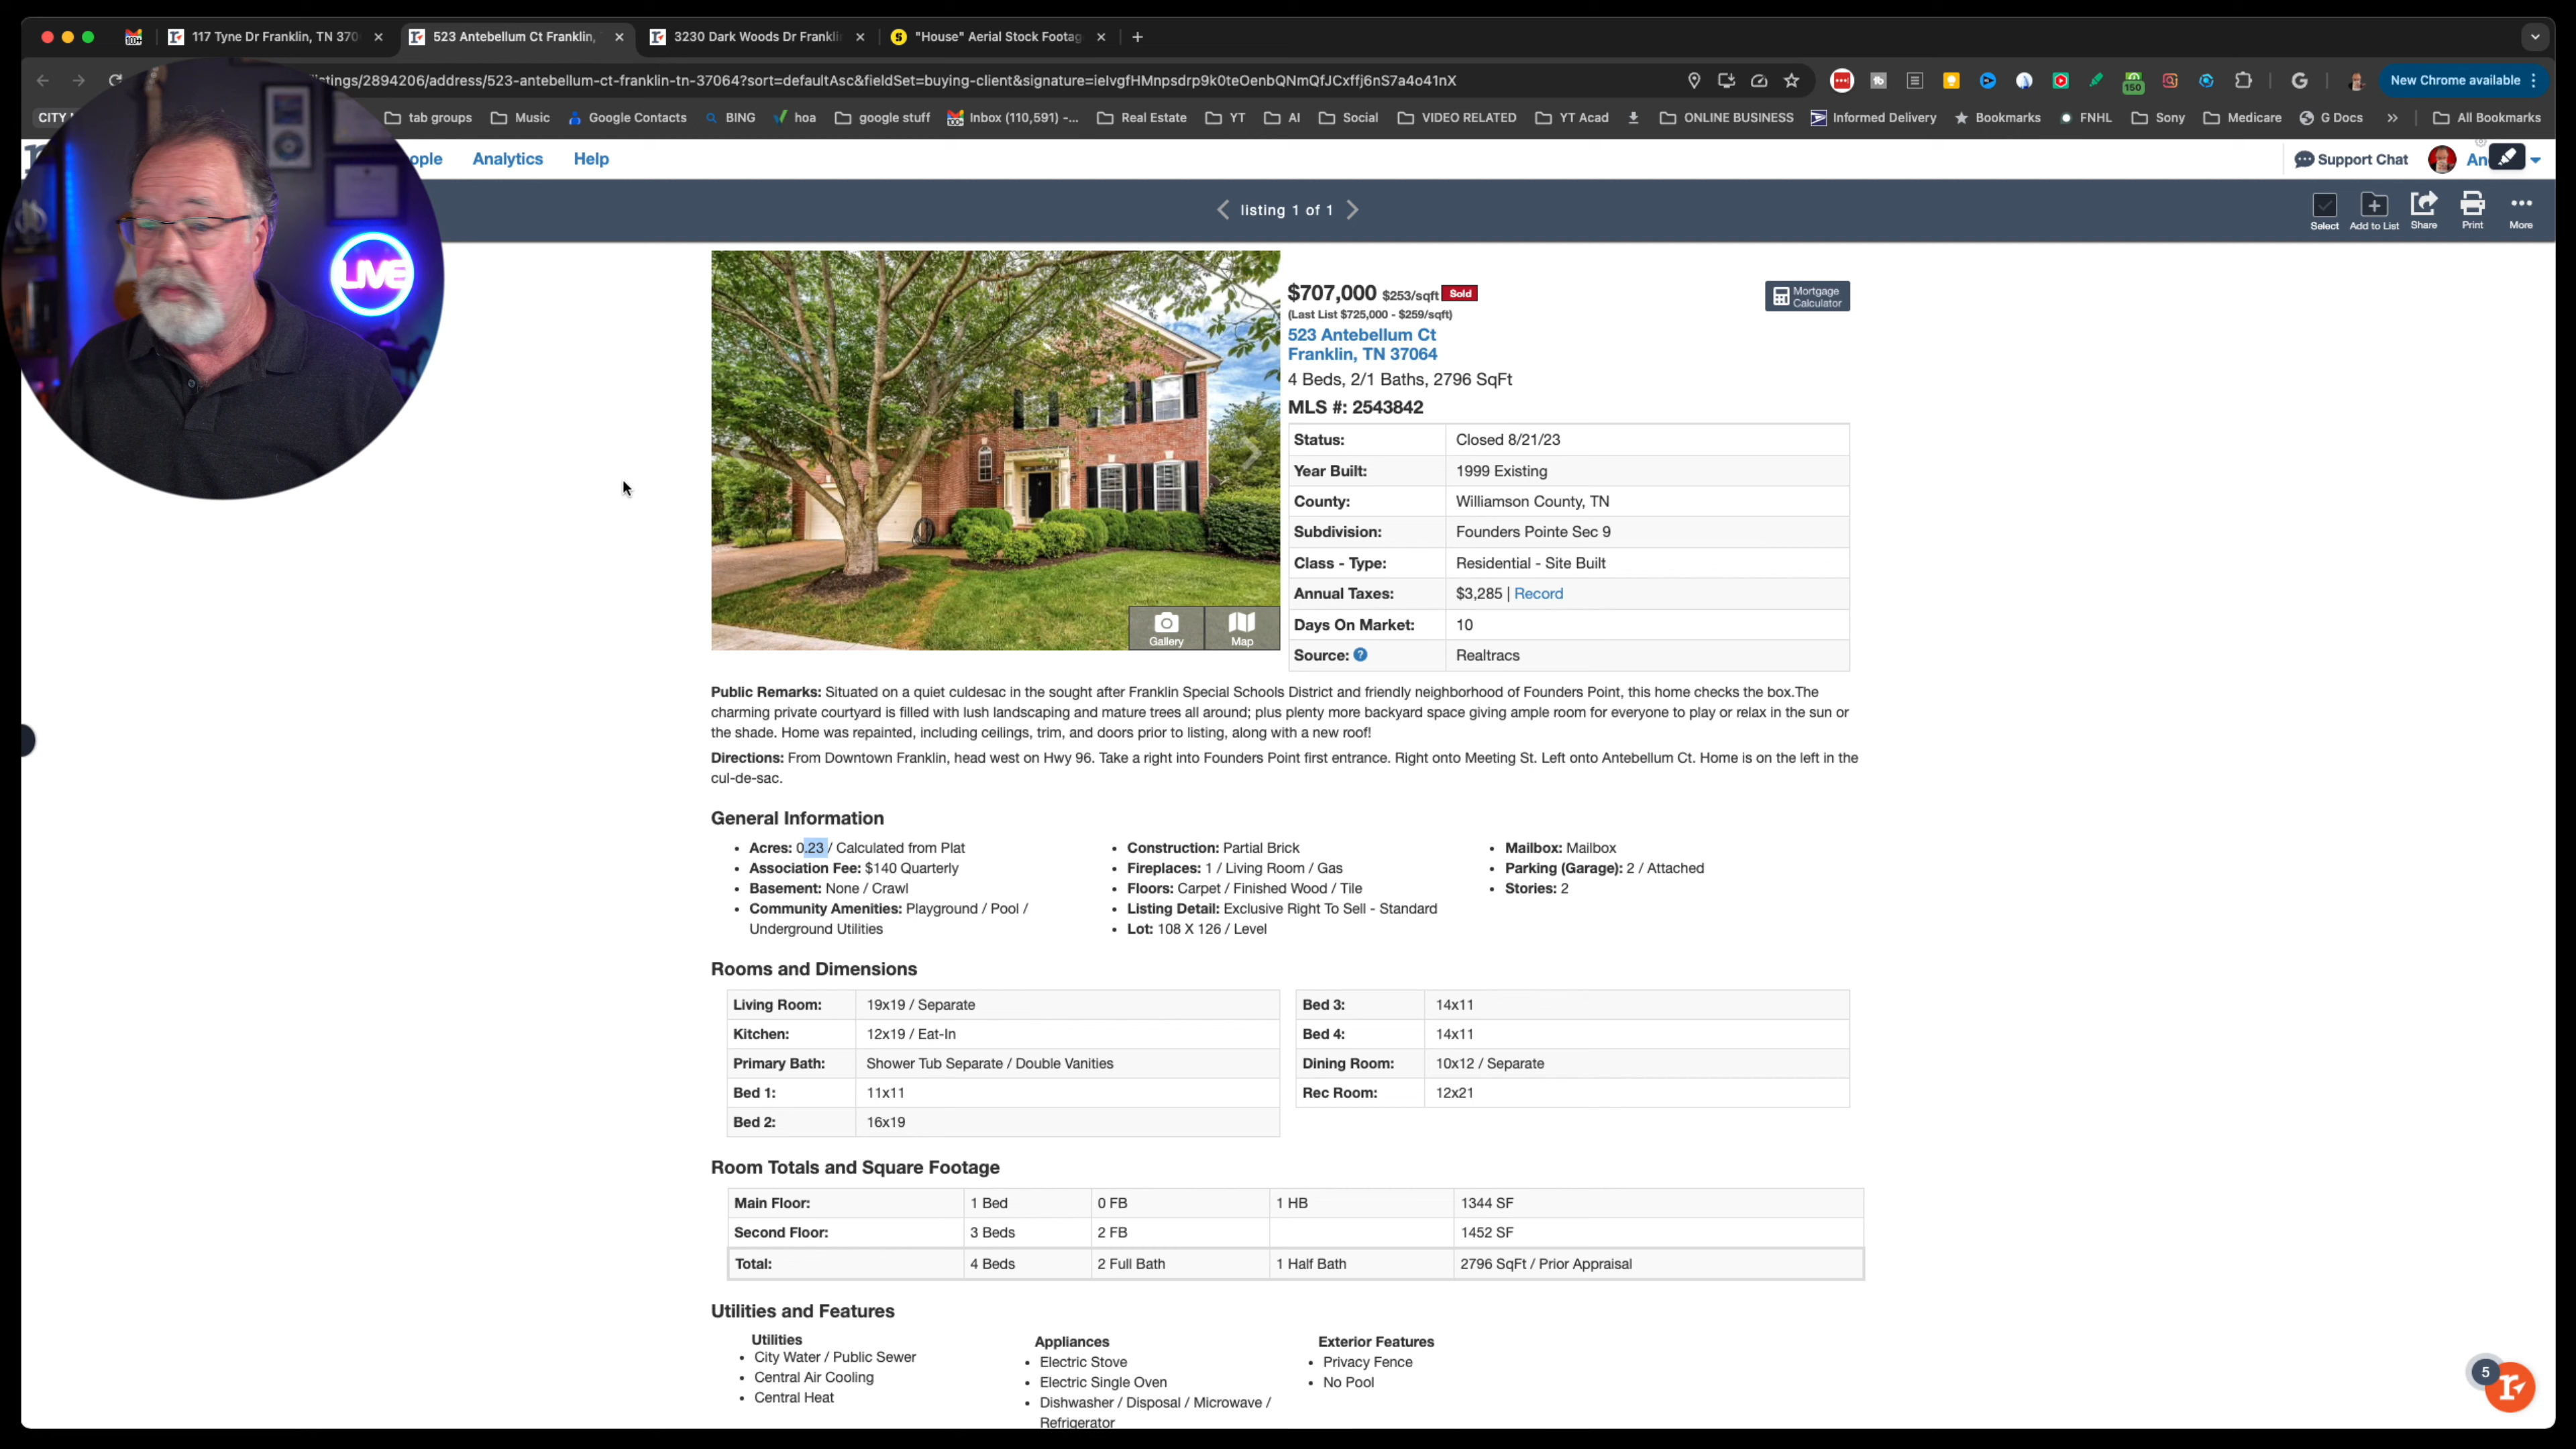 117 Tyne Dr Franklin, TN 370
523 Antebellum Ct Franklin,
3230 Dark Woods Dr Frankli
"House" Aerial Stock Footag
istings/2894206/address/523-antebellum-ct-franklin-tn-37064?sort=defaultAsc&fieldSet=buying-client&signature=ieIvgfHMnpsdrp9k0teOenbQNmQfJCxffj6nS7a4o41nX
150
New Chrome available
CITY
tab groups
Music
Google Contacts
BING
hoa
google stuff
Inbox (110,591) -...
Real Estate
YT
AI
Social
VIDEO RELATED
YT Acad
ONLINE BUSINESS
Informed Delivery
Bookmarks
FNHL
Sony
Medicare
G Docs
All Bookmarks
ople
Analytics
Help
Support Chat
An
listing 1 of 1
Select
Add to List
Share
Print
More
LIVE
Gallery
Map
$707,000 $253/sqft Sold
(Last List $725,000 - $259/sqft)
523 Antebellum Ct
Franklin, TN 37064
4 Beds, 2/1 Baths, 2796 SqFt
MLS #: 2543842
Mortgage
Calculator
Status: Closed 8/21/23
Year Built: 1999 Existing
County: Williamson County, TN
Subdivision: Founders Pointe Sec 9
Class - Type: Residential - Site Built
Annual Taxes: $3,285 | Record
Days On Market: 10
Source: ? Realtracs
Public Remarks: Situated on a quiet culdesac in the sought after Franklin Special Schools District and friendly neighborhood of Founders Point, this home checks the box.The
charming private courtyard is filled with lush landscaping and mature trees all around; plus plenty more backyard space giving ample room for everyone to play or relax in the sun or
the shade. Home was repainted, including ceilings, trim, and doors prior to listing, along with a new roof!
Directions: From Downtown Franklin, head west on Hwy 96. Take a right into Founders Point first entrance. Right onto Meeting St. Left onto Antebellum Ct. Home is on the left in the
cul-de-sac.
General Information
• Acres: 0.23 / Calculated from Plat
• Association Fee: $140 Quarterly
• Basement: None / Crawl
• Community Amenities: Playground / Pool /
Underground Utilities
• Construction: Partial Brick
• Fireplaces: 1 / Living Room / Gas
• Floors: Carpet / Finished Wood / Tile
• Listing Detail: Exclusive Right To Sell - Standard
• Lot: 108 X 126 / Level
• Mailbox: Mailbox
• Parking (Garage): 2 / Attached
• Stories: 2
Rooms and Dimensions
Living Room: 19x19 / Separate
Kitchen: 12x19 / Eat-In
Primary Bath: Shower Tub Separate / Double Vanities
Bed 1: 11x11
Bed 2: 16x19
Bed 3: 14x11
Bed 4: 14x11
Dining Room: 10x12 / Separate
Rec Room: 12x21
Room Totals and Square Footage
Main Floor: 1 Bed 0 FB 1 HB 1344 SF
Second Floor: 3 Beds 2 FB 1452 SF
Total: 4 Beds 2 Full Bath 1 Half Bath 2796 SqFt / Prior Appraisal
Utilities and Features
Utilities
• City Water / Public Sewer
• Central Air Cooling
• Central Heat
Appliances
• Electric Stove
• Electric Single Oven
• Dishwasher / Disposal / Microwave /
Refrigerator
Exterior Features
• Privacy Fence
• No Pool
5